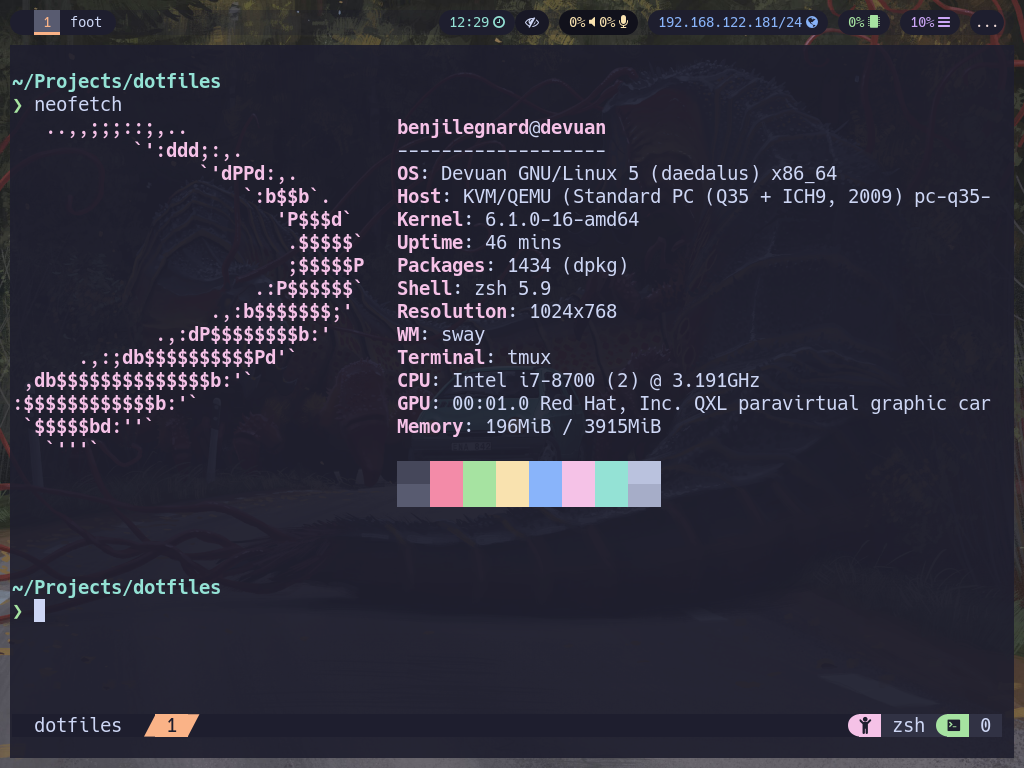 1 foot 12:29 0% 0% 192.168.122.181/24 0% 10% ...
~/Projects/dotfiles
❯ neofetch
   ..,,;;;::;,..
           `':ddd;:,.
                 `'dPPd:,.
                     `:b$$b`.
                        'P$$$d`
                         .$$$$$`
                         ;$$$$$P
                      .:P$$$$$$`
                  .,:b$$$$$$$;'
             .,:dP$$$$$$$$b:'
      .,:;db$$$$$$$$$$Pd'`
 ,db$$$$$$$$$$$$$$b:'`
:$$$$$$$$$$$$b:'`
 `$$$$$bd:''`
   `'''`
benjilegnard@devuan
-------------------
OS: Devuan GNU/Linux 5 (daedalus) x86_64
Host: KVM/QEMU (Standard PC (Q35 + ICH9, 2009) pc-q35-
Kernel: 6.1.0-16-amd64
Uptime: 46 mins
Packages: 1434 (dpkg)
Shell: zsh 5.9
Resolution: 1024x768
WM: sway
Terminal: tmux
CPU: Intel i7-8700 (2) @ 3.191GHz
GPU: 00:01.0 Red Hat, Inc. QXL paravirtual graphic car
Memory: 196MiB / 3915MiB
~/Projects/dotfiles
❯
dotfiles 1 zsh 0